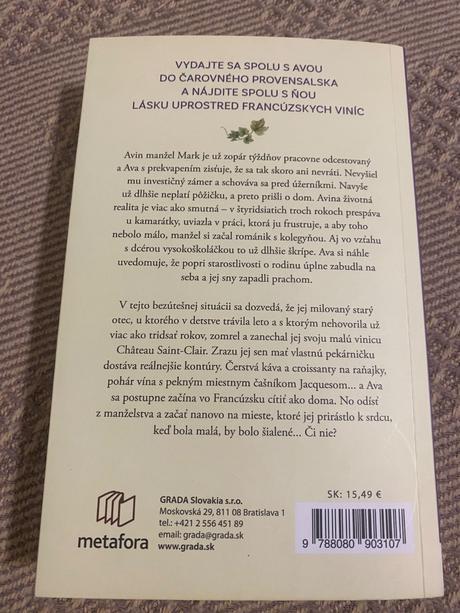 VYDAJTE SA SPOLU S AVOU
DO ČAROVNÉHO PROVENSALSKA
A NÁJDITE SPOLU S ŇOU
LÁSKU UPROSTRED FRANCÚZSKYCH VINÍC
Avin manžel Mark je už zopár týždňov pracovne odcestovaný
a Ava s prekvapením zisťuje, že sa tak skoro ani nevráti. Nevyšiel
mu investičný zámer a schováva sa pred úžerníkmi. Navyše
už dlhšie neplatí pôžičku, a preto prišli o dom. Avina životná
realita je viac ako smutná – v štyridsiatich troch rokoch prespáva
u kamarátky, uviazla v práci, ktorá ju frustruje, a aby toho
nebolo málo, manžel si začal románik s kolegyňou. Aj vo vzťahu
s dcérou vysokoškoláčkou to už dlhšie škrípe. Ava si náhle
uvedomuje, že popri starostlivosti o rodinu úplne zabudla na
seba a jej sny zapadli prachom.
V tejto bezútešnej situácii sa dozvedá, že jej milovaný starý
otec, u ktorého v detstve trávila leto a s ktorým nehovorila už
viac ako tridsať rokov, zomrel a zanechal jej svoju malú vinicu
Château Saint-Clair. Zrazu jej sen mať vlastnú pekárničku
dostáva reálnejšie kontúry. Čerstvá káva a croissanty na raňajky,
pohár vína s pekným miestnym čašníkom Jacquesom... a Ava
sa postupne začína vo Francúzsku cítiť ako doma. No odísť
z manželstva a začať nanovo na mieste, ktoré jej prirástlo k srdcu,
keď bola malá, by bolo šialené... Či nie?
metafora
GRADA Slovakia s.r.o.
Moskovská 29, 811 08 Bratislava 1
tel.: +421 2 556 451 89
email: grada@grada.sk
www.grada.sk
SK: 15,49 €
9 788080 903107